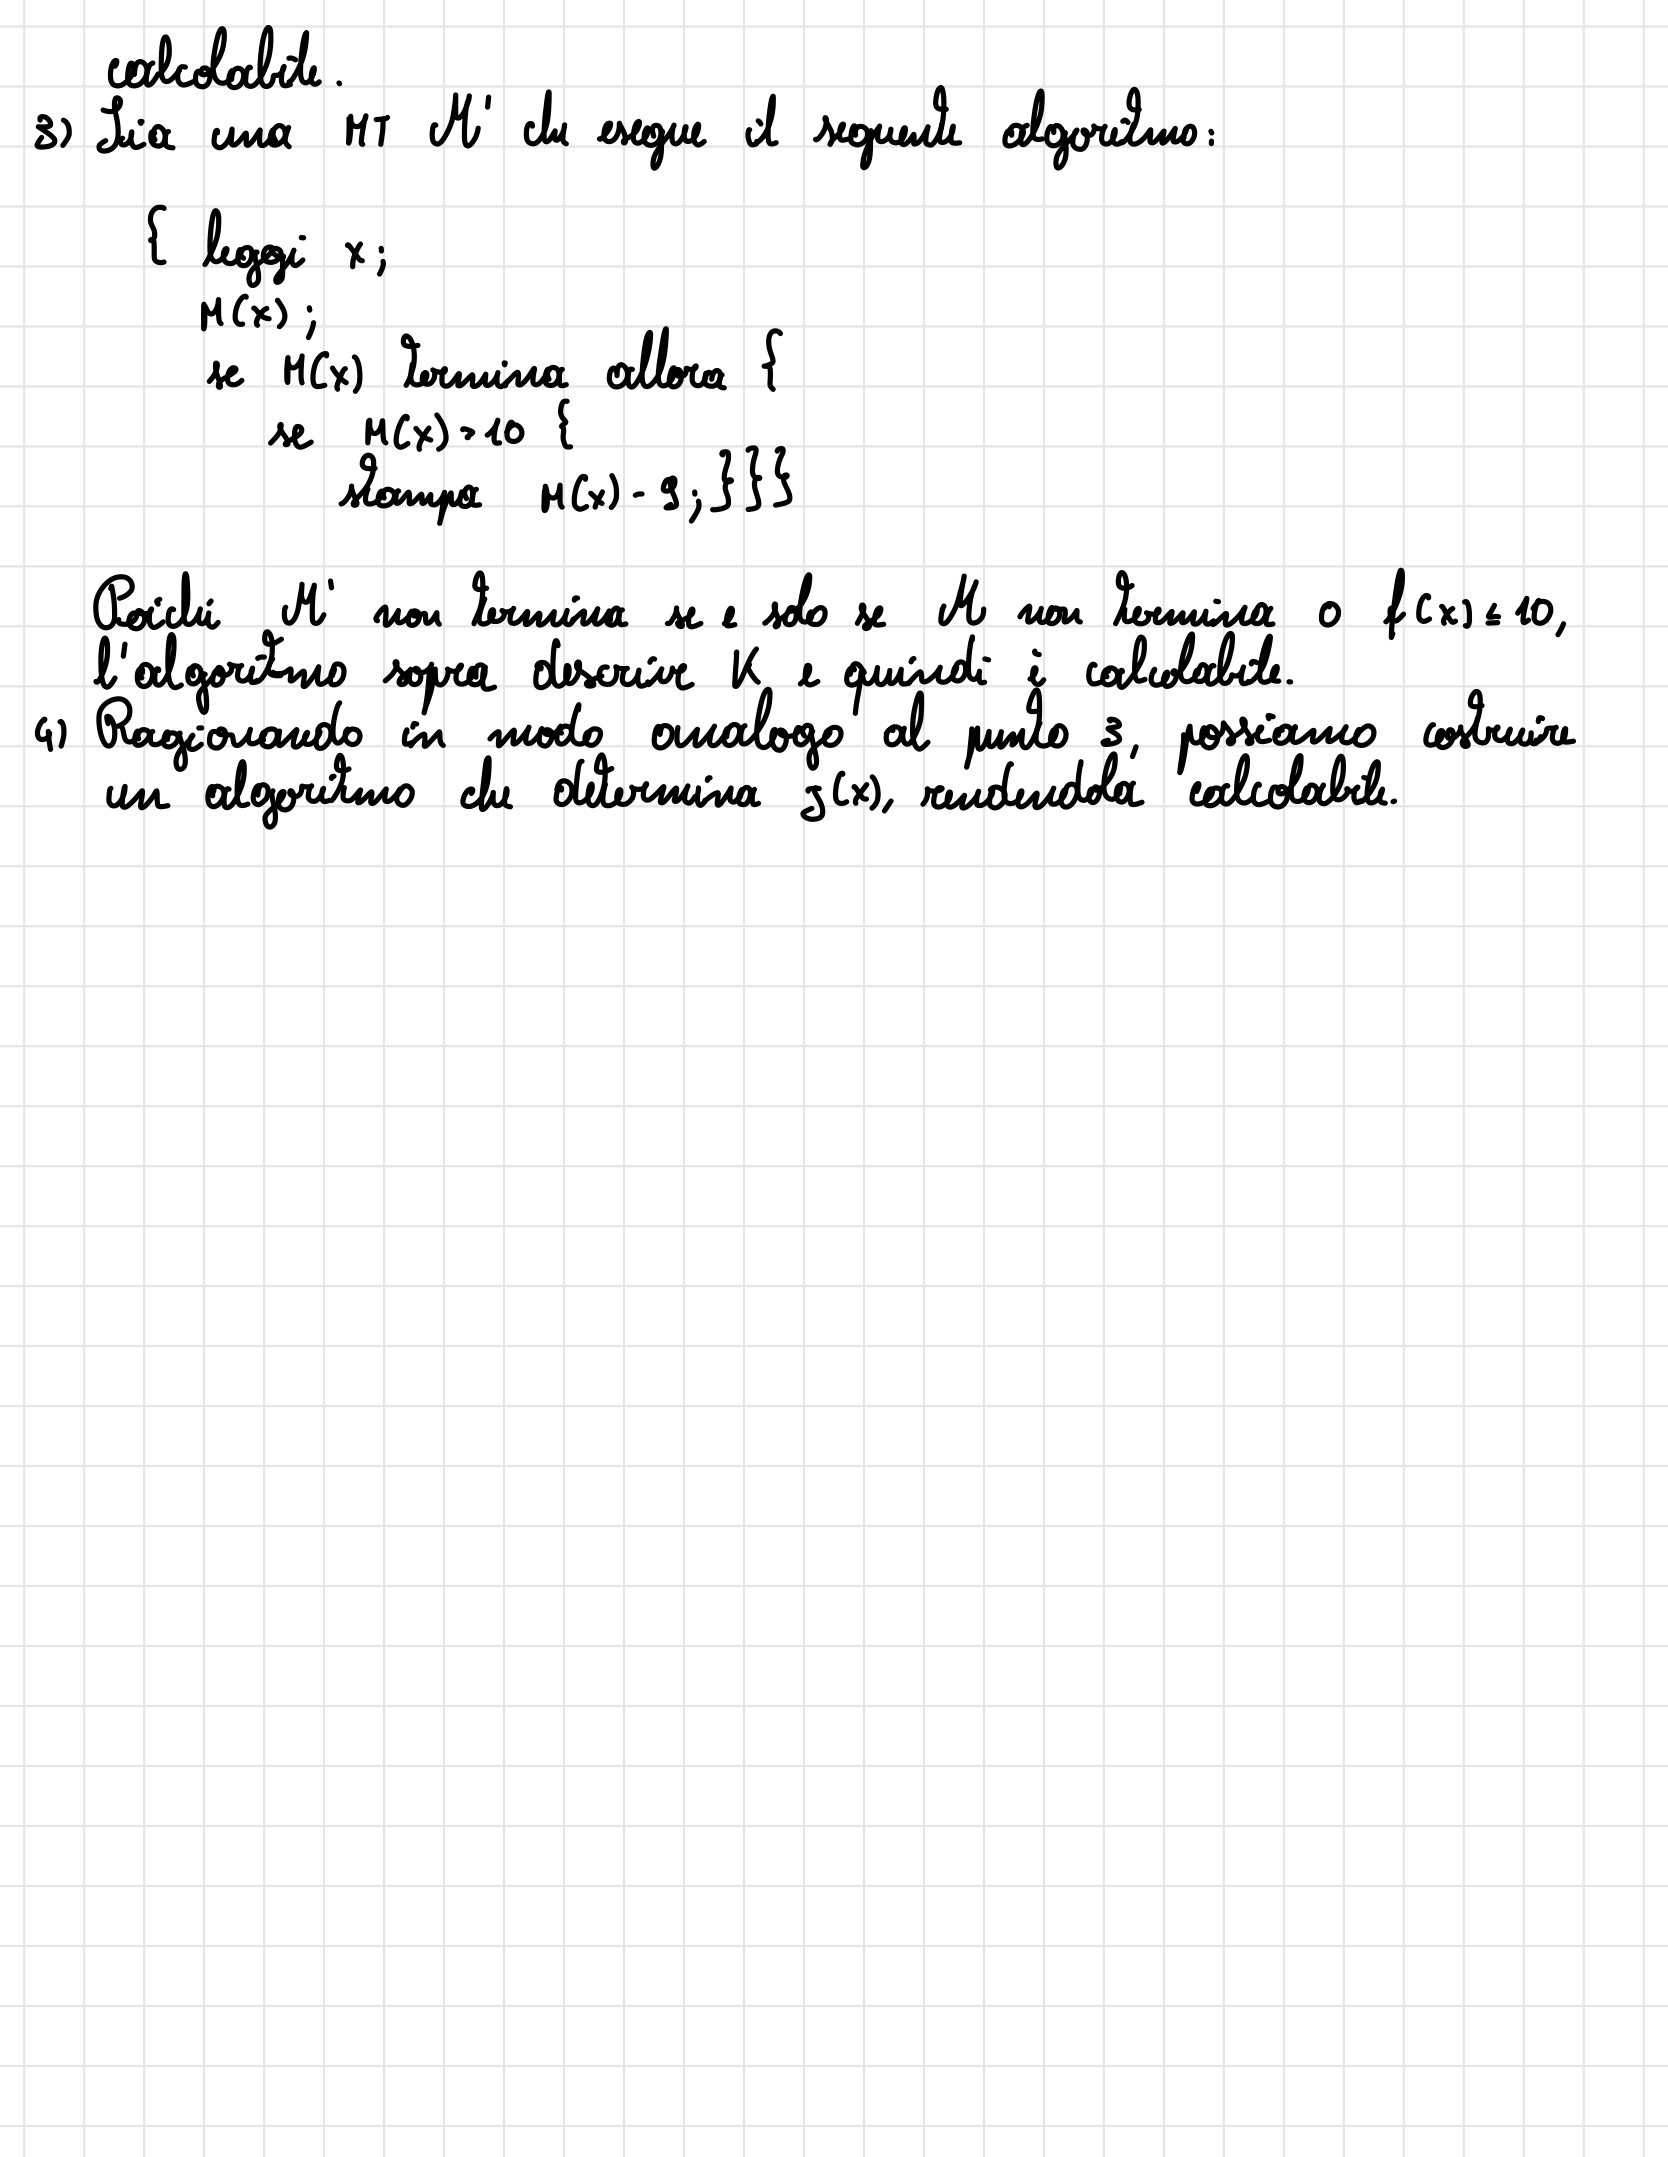 calcolabile.
3) Sia una MT M' che esegue il seguente algoritmo:
{ leggi x;
M(x);
se M(x) termina allora {
se M(x)>10 {
stampa M(x)-9;}}}
Poiché M' non termina se e solo se M non termina o f(x)≤10,
l'algoritmo sopra descrive K e quindi è calcolabile.
4) Ragionando in modo analogo al punto 3, possiamo costruire
un algoritmo che determina g(x), rendendola calcolabile.